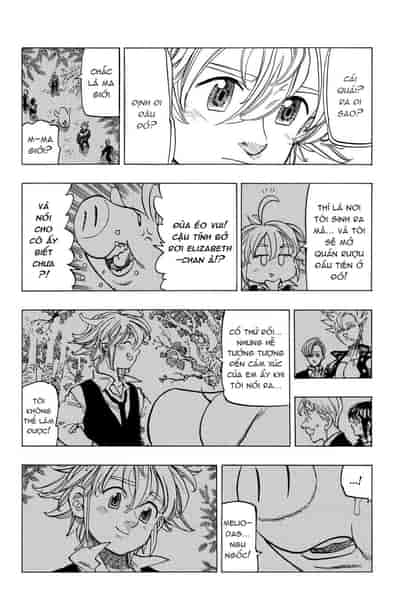 CÁI
QUÁI?
RA ĐI
SAO?
ĐỊNH ĐI
ĐÂU
ĐÓ?
CHẮC
LÀ MA
GIỚI
M-MA
GIỚI?
THÌ LÀ NƠI
TÔI SINH RA
MÀ... VÀ TÔI
SẼ MỞ
QUÁN RƯỢU
ĐẦU TIÊN Ở
ĐÓ!
ĐÙA ÉO VUI!
CẬU TÍNH BỎ
RƠI ELIZABETH
-CHAN À!?
VÀ
NÓI CHO
CÔ ẤY
BIẾT
CHƯA
?!
CÓ THỬ RỒI...
NHƯNG HỄ
TƯỞNG TƯỢNG
ĐẾN CẢM XÚC
CỦA EM ẤY KHI
TÔI NÓI RA...
TÔI
KHÔNG
THỂ LÀM
ĐƯỢC!
...!
MELIO-
DAS...
NGU
NGỐC!